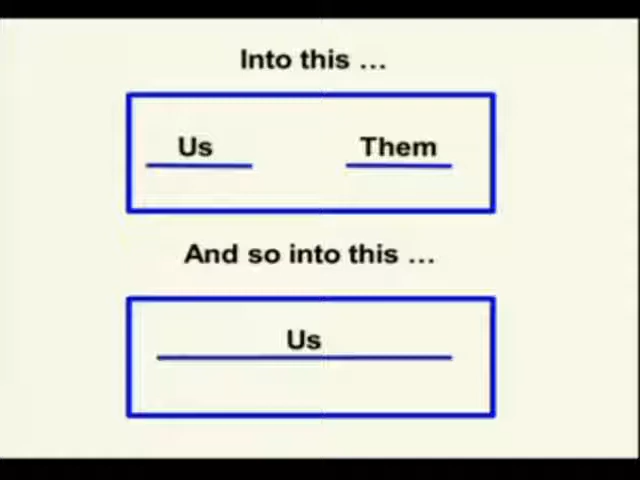 Into this …
Us Them
And so into this …
Us